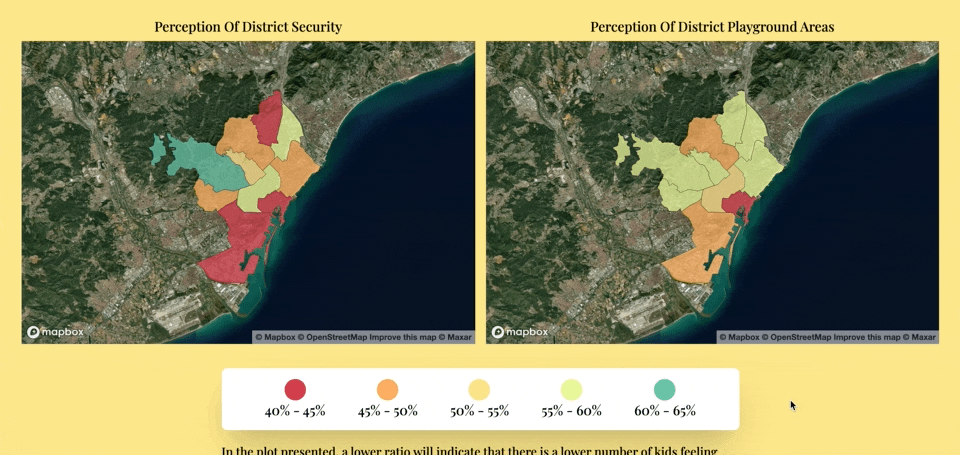 Perception Of District Security
Perception Of District Playground Areas
mapbox
© Mapbox © OpenStreetMap Improve this map © Maxar
mapbox
© Mapbox © OpenStreetMap Improve this map © Maxar
40% - 45%
45% - 50%
50% - 55%
55% - 60%
60% - 65%
In the plot presented, a lower ratio will indicate that there is a lower number of kids feeling